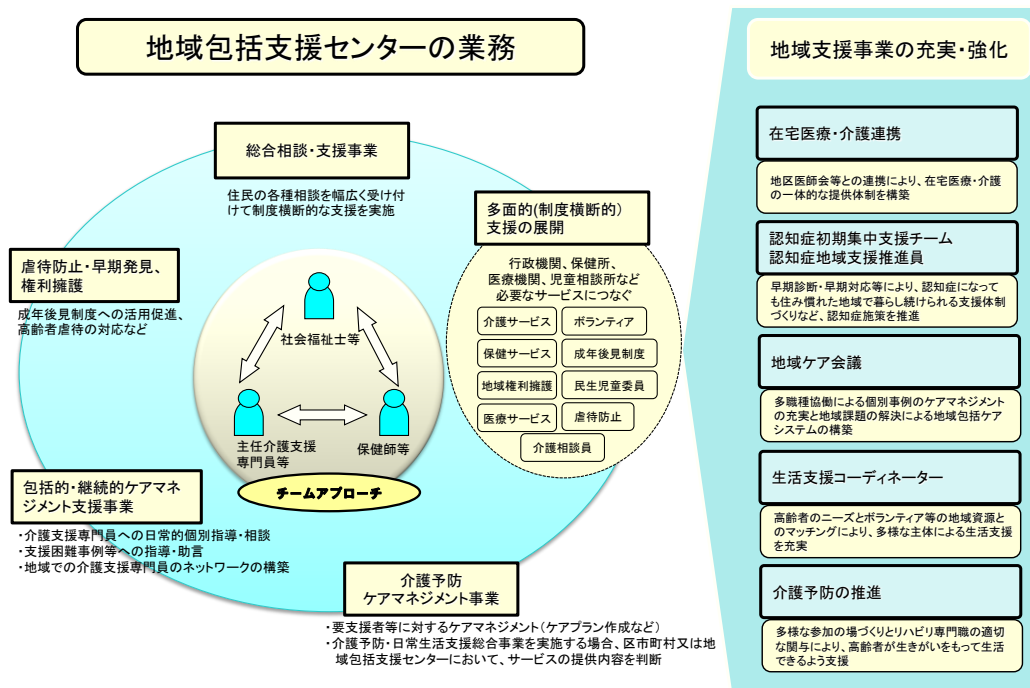 地域包括支援センターの業務
総合相談・支援事業
住民の各種相談を幅広く受け付
けて制度横断的な支援を実施
虐待防止・早期発見、
権利擁護
成年後見制度への活用促進、
高齢者虐待の対応など
多面的(制度横断的)
支援の展開
行政機関、保健所、
医療機関、児童相談所など
必要なサービスにつなぐ
介護サービス
ボランティア
保健サービス
成年後見制度
地域権利擁護
民生児童委員
医療サービス
虐待防止
介護相談員
社会福祉士等
主任介護支援
専門員等
保健師等
チームアプローチ
包括的・継続的ケアマネ
ジメント支援事業
・介護支援専門員への日常的個別指導・相談
・支援困難事例等への指導・助言
・地域での介護支援専門員のネットワークの構築
介護予防
ケアマネジメント事業
・要支援者等に対するケアマネジメント（ケアプラン作成など）
・介護予防・日常生活支援総合事業を実施する場合、区市町村又は地
域包括支援センターにおいて、サービスの提供内容を判断
地域支援事業の充実・強化
在宅医療・介護連携
地区医師会等との連携により、在宅医療・介護
の一体的な提供体制を構築
認知症初期集中支援チーム
認知症地域支援推進員
早期診断・早期対応等により、認知症になって
も住み慣れた地域で暮らし続けられる支援体制
づくりなど、認知症施策を推進
地域ケア会議
多職種協働による個別事例のケアマネジメント
の充実と地域課題の解決による地域包括ケア
システムの構築
生活支援コーディネーター
高齢者のニーズとボランティア等の地域資源と
のマッチングにより、多様な主体による生活支援
を充実
介護予防の推進
多様な参加の場づくりとリハビリ専門職の適切
な関与により、高齢者が生きがいをもって生活
できるよう支援